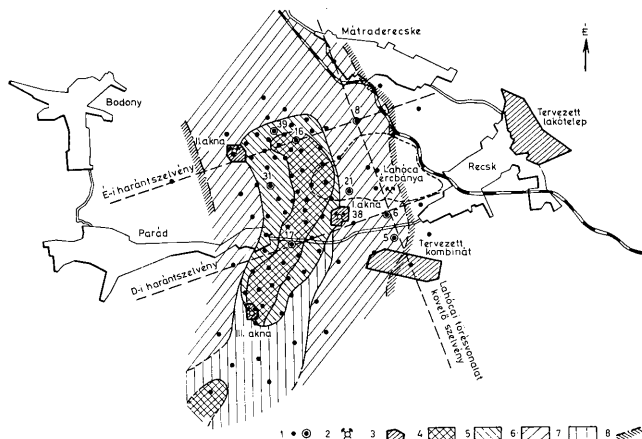 Mátraderecske
É
Bodony
8
Tervezett
lakótelep
39
16
II.akna
Lahóca
ércbánya
Recsk
31
21
É-i harántszelvény
I. akna
38
6
Parád
17
5
Tervezett
kombinát
D-i harántszelvény
Lahócai törésvonalat
követő szelvény
III. akna
1 2 3 4 5 6 7 8